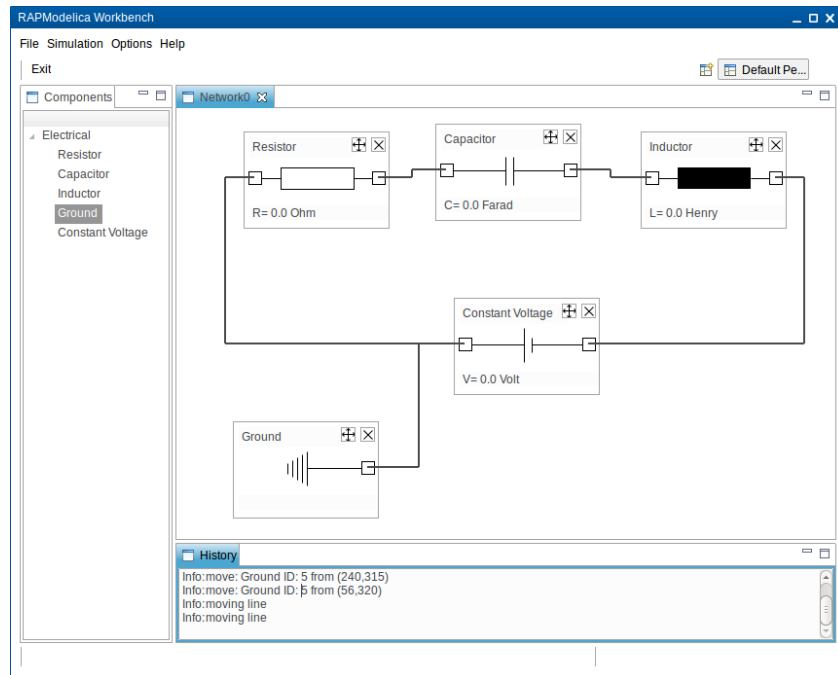 RAPModelica Workbench
File Simulation Options Help
Exit
Default Pe...
Components
Electrical
Resistor
Capacitor
Inductor
Ground
Constant Voltage
Network0
Resistor
R= 0.0 Ohm
Capacitor
C= 0.0 Farad
Inductor
L= 0.0 Henry
Constant Voltage
V= 0.0 Volt
Ground
History
Info:move: Ground ID: 5 from (240,315)
Info:move: Ground ID: 5 from (56,320)
Info:moving line
Info:moving line